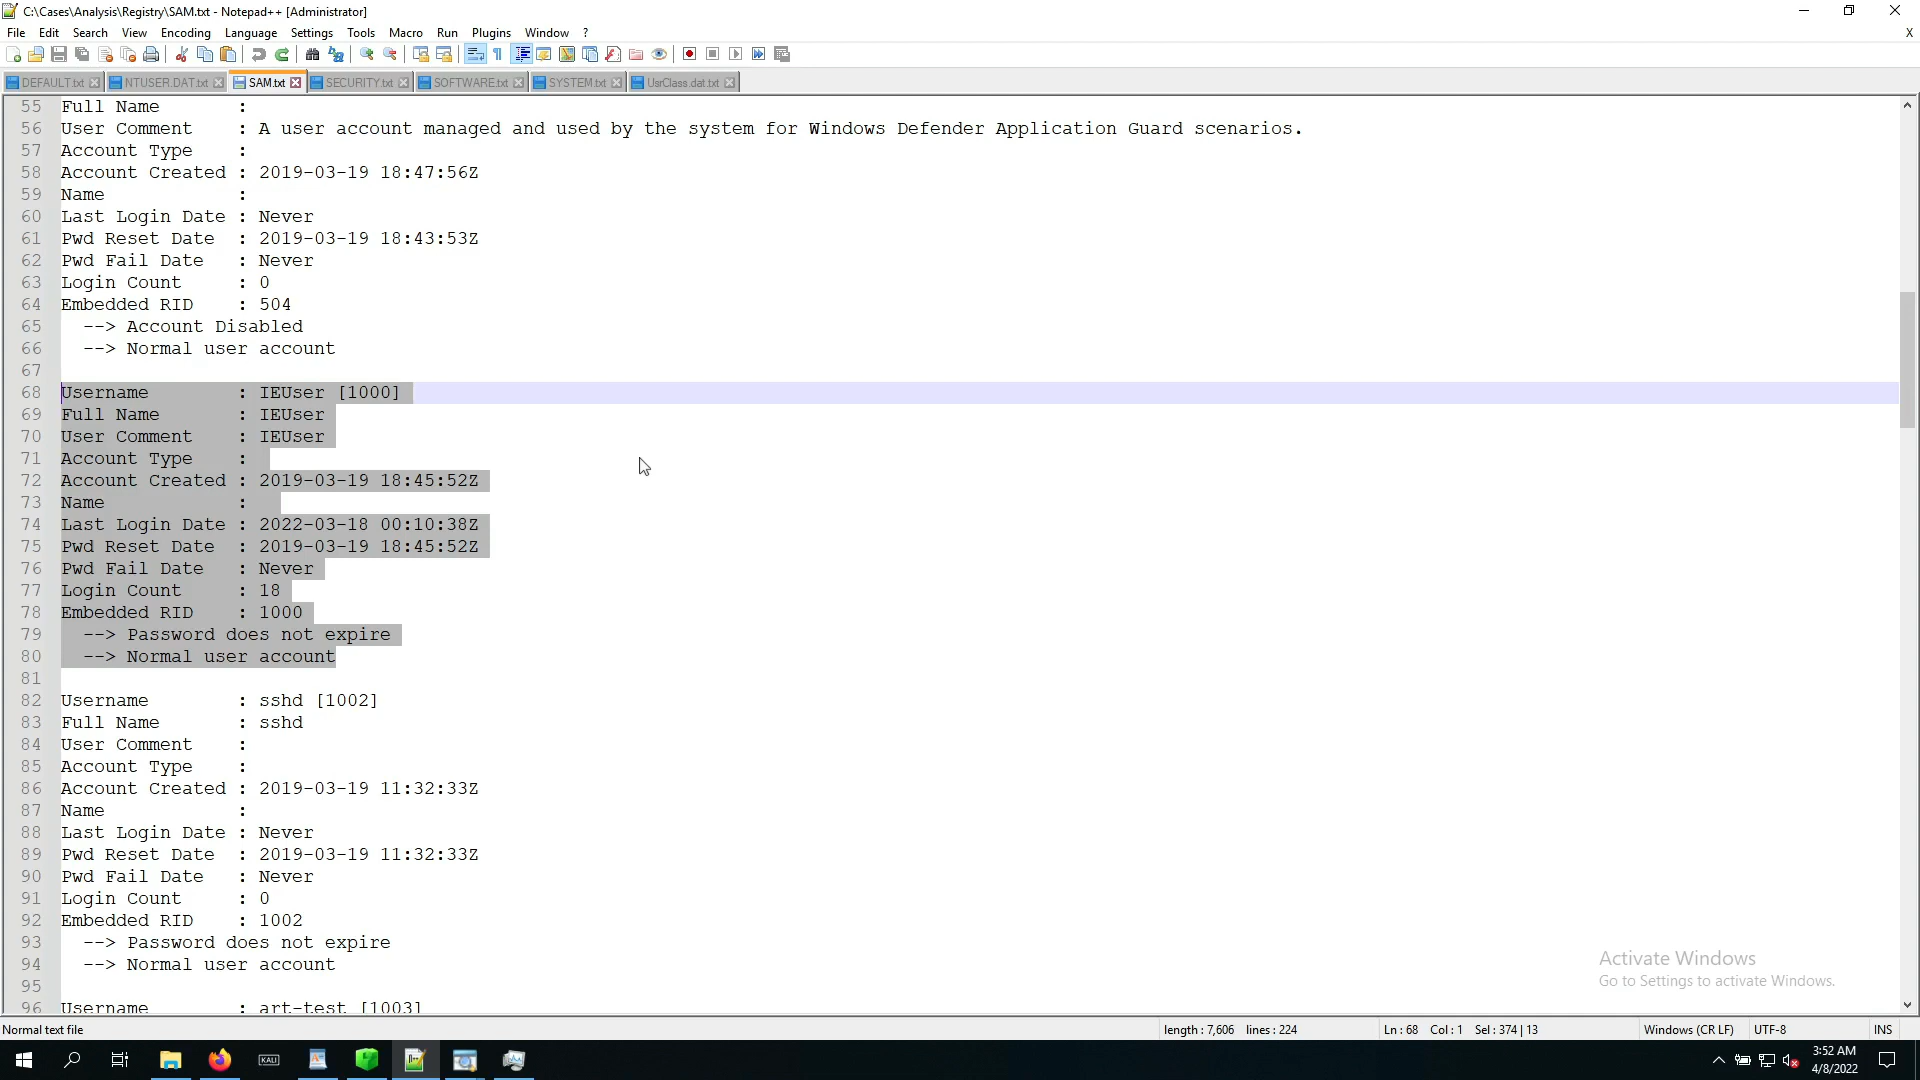 C:\Cases\Analysis\Registry\SAM.txt - Notepad++ [Administrator]
File Edit Search View Encoding Language Settings Tools Macro Run Plugins Window ? X
DEFAULT.txt NTUSER.DAT.txt SAM.txt SECURITY.txt SOFTWARE.txt SYSTEM.txt UsrClass.dat.txt
55 Full Name :
56 User Comment : A user account managed and used by the system for Windows Defender Application Guard scenarios.
57 Account Type :
58 Account Created : 2019-03-19 18:47:56Z
59 Name :
60 Last Login Date : Never
61 Pwd Reset Date : 2019-03-19 18:43:53Z
62 Pwd Fail Date : Never
63 Login Count : 0
64 Embedded RID : 504
65 --> Account Disabled
66 --> Normal user account
67
68 Username : IEUser [1000]
69 Full Name : IEUser
70 User Comment : IEUser
71 Account Type :
72 Account Created : 2019-03-19 18:45:52Z
73 Name :
74 Last Login Date : 2022-03-18 00:10:38Z
75 Pwd Reset Date : 2019-03-19 18:45:52Z
76 Pwd Fail Date : Never
77 Login Count : 18
78 Embedded RID : 1000
79 --> Password does not expire
80 --> Normal user account
81
82 Username : sshd [1002]
83 Full Name : sshd
84 User Comment :
85 Account Type :
86 Account Created : 2019-03-19 11:32:33Z
87 Name :
88 Last Login Date : Never
89 Pwd Reset Date : 2019-03-19 11:32:33Z
90 Pwd Fail Date : Never
91 Login Count : 0
92 Embedded RID : 1002
93 --> Password does not expire
94 --> Normal user account
95
96 Username : art-test [1003]
Activate Windows
Go to Settings to activate Windows.
Normal text file length : 7,606 lines : 224 Ln : 68 Col : 1 Sel : 374 | 13 Windows (CR LF) UTF-8 INS
KALI
3:52 AM
4/8/2022